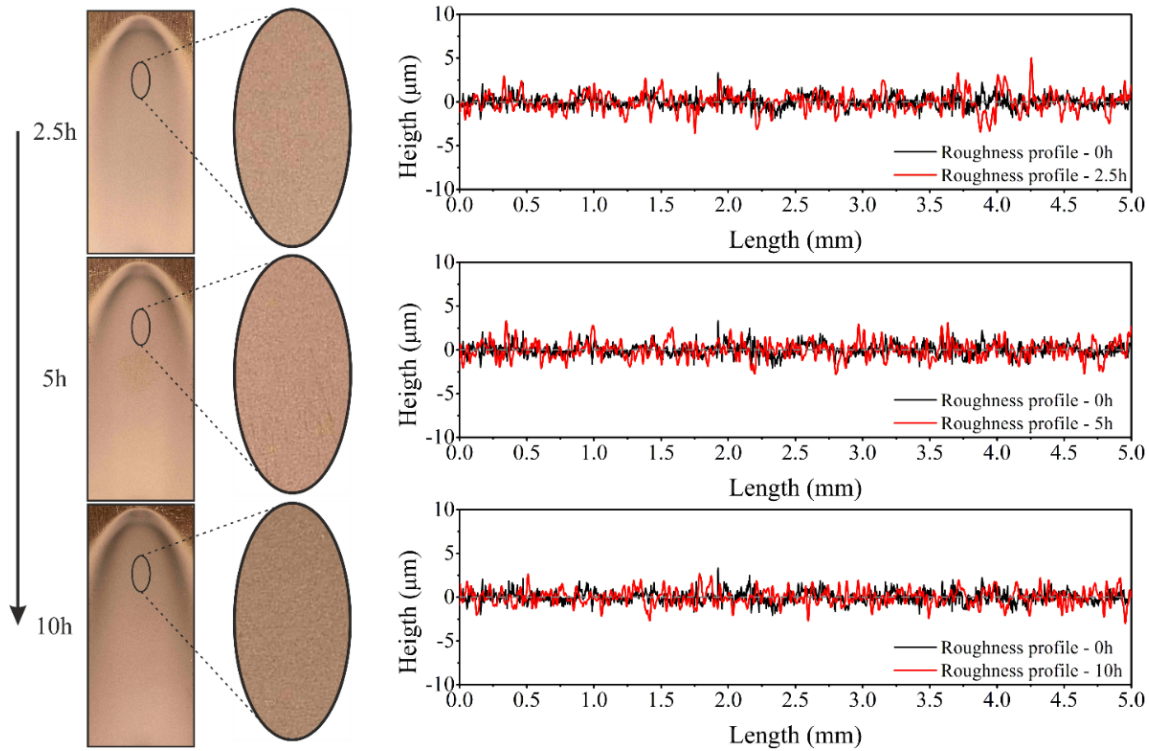 2.5h
5h
10h
10
5
0
-5
-10
Heigth (μm)
Roughness profile - 0h
Roughness profile - 2.5h
0.0 0.5 1.0 1.5 2.0 2.5 3.0 3.5 4.0 4.5 5.0
Length (mm)
10
5
0
-5
-10
Heigth (μm)
Roughness profile - 0h
Roughness profile - 5h
0.0 0.5 1.0 1.5 2.0 2.5 3.0 3.5 4.0 4.5 5.0
Length (mm)
10
5
0
-5
-10
Heigth (μm)
Roughness profile - 0h
Roughness profile - 10h
0.0 0.5 1.0 1.5 2.0 2.5 3.0 3.5 4.0 4.5 5.0
Length (mm)